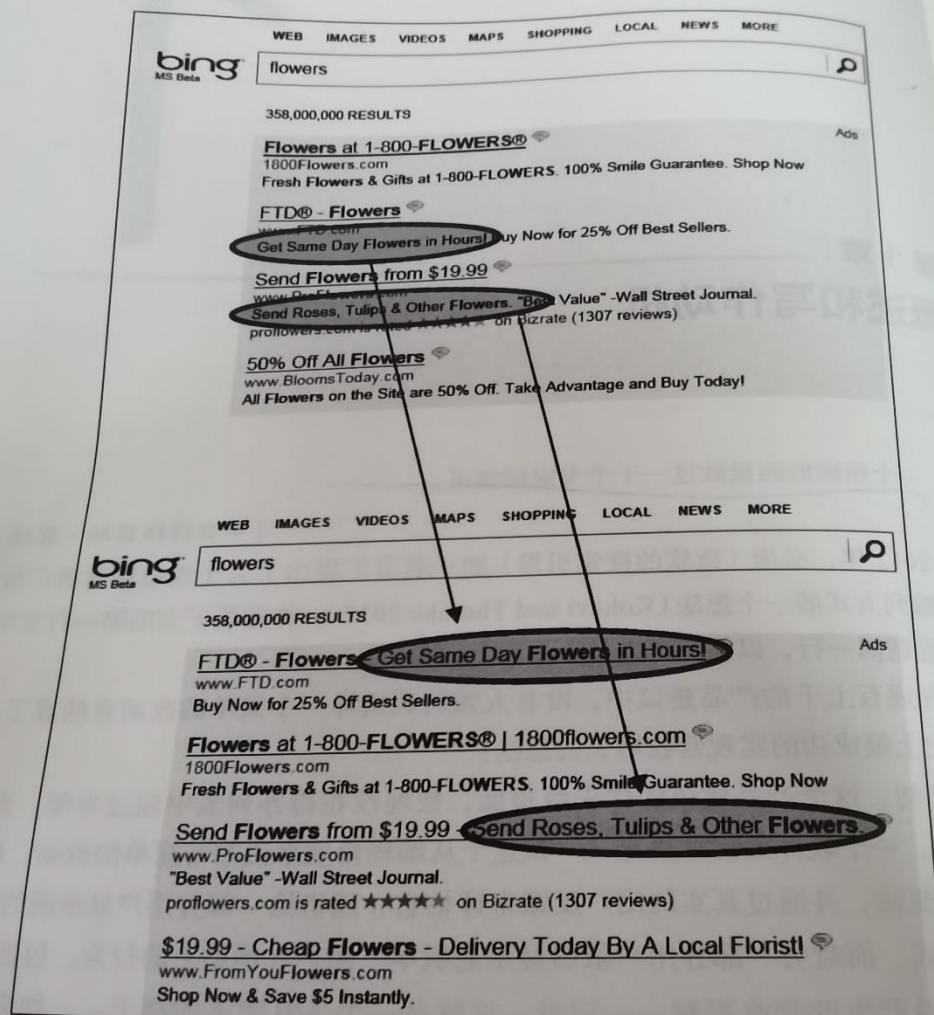 WEB IMAGES VIDEOS MAPS SHOPPING LOCAL NEWS MORE
bing
MS Beta
flowers
358,000,000 RESULTS
Ads
Flowers at 1-800-FLOWERS®
1800Flowers.com
Fresh Flowers & Gifts at 1-800-FLOWERS. 100% Smile Guarantee. Shop Now
FTD® - Flowers
www.FTD.com
Get Same Day Flowers in Hours! Buy Now for 25% Off Best Sellers.
Send Flowers from $19.99
www.ProFlowers.com
Send Roses, Tulips & Other Flowers. "Best Value" -Wall Street Journal.
proflowers.com is rated ★★★★★ on Bizrate (1307 reviews)
50% Off All Flowers
www.BloomsToday.com
All Flowers on the Site are 50% Off. Take Advantage and Buy Today!
WEB IMAGES VIDEOS MAPS SHOPPING LOCAL NEWS MORE
bing
MS Beta
flowers
358,000,000 RESULTS
Ads
FTD® - Flowers - Get Same Day Flowers in Hours!
www.FTD.com
Buy Now for 25% Off Best Sellers.
Flowers at 1-800-FLOWERS® | 1800flowers.com
1800Flowers.com
Fresh Flowers & Gifts at 1-800-FLOWERS. 100% Smile Guarantee. Shop Now
Send Flowers from $19.99 - Send Roses, Tulips & Other Flowers.
www.ProFlowers.com
"Best Value" -Wall Street Journal.
proflowers.com is rated ★★★★★ on Bizrate (1307 reviews)
$19.99 - Cheap Flowers - Delivery Today By A Local Florist!
www.FromYouFlowers.com
Shop Now & Save $5 Instantly.